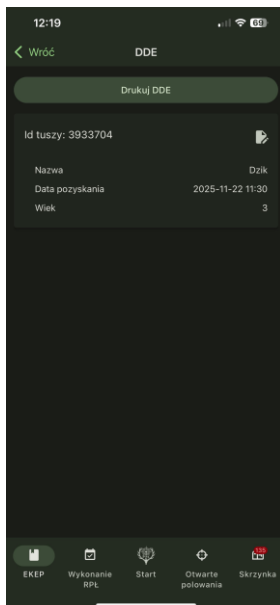 12:19
69
Wróć
DDE
Drukuj DDE
Id tuszy: 3933704
Nazwa Dzik
Data pozyskania 2025-11-22 11:30
Wiek 3
135
EKEP Wykonanie RPŁ Start Otwarte polowania Skrzynka